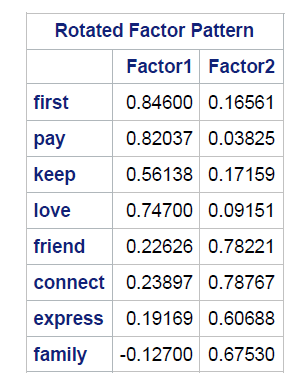 Rotated Factor Pattern
Factor1 Factor2
first 0.84600 0.16561
pay 0.82037 0.03825
keep 0.56138 0.17159
love 0.74700 0.09151
friend 0.22626 0.78221
connect 0.23897 0.78767
express 0.19169 0.60688
family -0.12700 0.67530